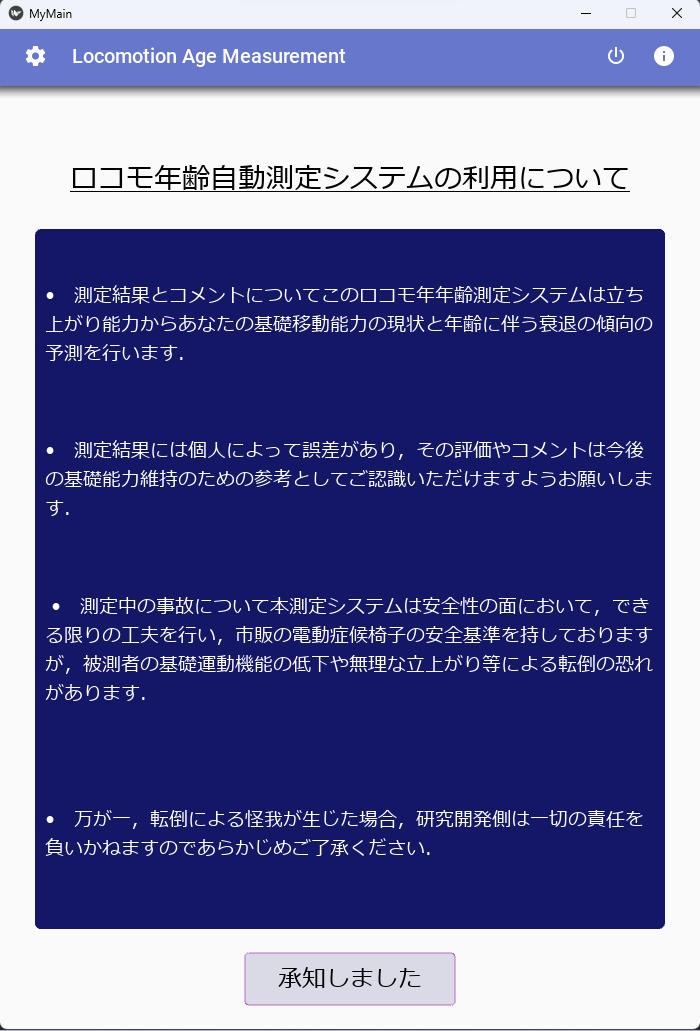 MyMain
Locomotion Age Measurement
ロコモ年齢自動測定システムの利用について
• 測定結果とコメントについてこのロコモ年年齢測定システムは立ち
上がり能力からあなたの基礎移動能力の現状と年齢に伴う衰退の傾向の
予測を行います.
• 測定結果には個人によって誤差があり，その評価やコメントは今後
の基礎能力維持のための参考としてご認識いただけますようお願いしま
す.
• 測定中の事故について本測定システムは安全性の面において，でき
る限りの工夫を行い，市販の電動症候椅子の安全基準を持しております
が，被測者の基礎運動機能の低下や無理な立上がり等による転倒の恐れ
があります.
• 万が一，転倒による怪我が生じた場合，研究開発側は一切の責任を
負いかねますのであらかじめご了承ください.
承知しました